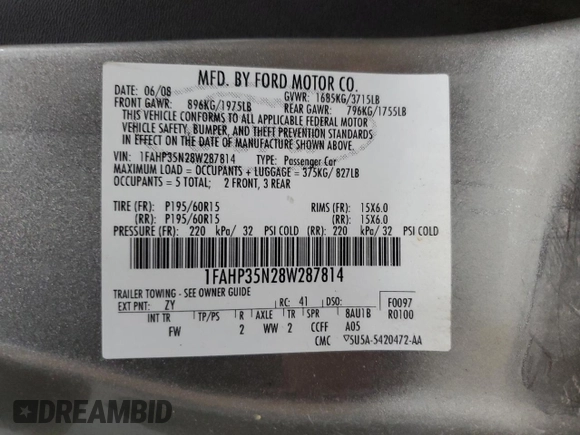 MFD. BY FORD MOTOR CO.
DATE: 06/08 GVWR: 1685KG/3715LB
FRONT GAWR: 896KG/1975LB REAR GAWR: 796KG/1755LB
THIS VEHICLE CONFORMS TO ALL APPLICABLE FEDERAL MOTOR
VEHICLE SAFETY, BUMPER, AND THEFT PREVENTION STANDARDS
IN EFFECT ON THE DATE OF MANUFACTURE SHOWN ABOVE.
VIN: 1FAHP35N28W287814 TYPE: Passenger Car
MAXIMUM LOAD = OCCUPANTS + LUGGAGE = 375KG/ 827LB
OCCUPANTS = 5 TOTAL; 2 FRONT, 3 REAR
TIRE (FR): P195/60R15 RIMS (FR): 15X6.0
(RR): P195/60R15 (RR): 15X6.0
PRESSURE (FR): 220 kPa/ 32 PSI COLD (RR): 220 kPa/ 32 PSI COLD
1FAHP35N28W287814
TRAILER TOWING - SEE OWNER GUIDE
EXT PNT: ZY RC: 41 DSO: F0097
INT TR TP/PS R AXLE TR SPR 8AU1B R0100
FW 2 WW 2 CCFF A05
CMC ▽5U5A-5420472-AA
DREAMBID